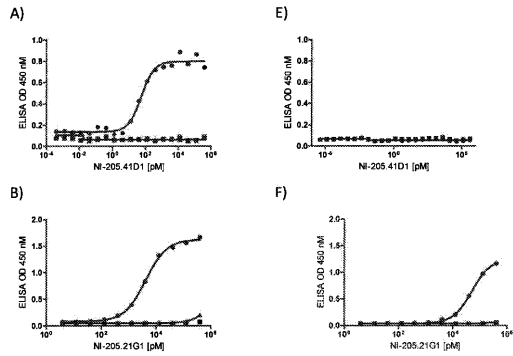 A)
ELISA OD 450 nM
1.0
0.8
0.6
0.4
0.2
0.0
10-4 10-2 100 102 104 106
NI-205.41D1 [pM]
E)
ELISA OD 450 nM
1.0
0.8
0.6
0.4
0.2
0.0
10-5 100 105
NI-205.41D1 [pM]
B)
ELISA OD 450 nM
2.0
1.5
1.0
0.5
0.0
100 102 104 106
NI-205.21G1 [pM]
F)
ELISA OD 450 nM
2.0
1.5
1.0
0.5
0.0
100 102 104 106
NI-205.21G1 [pM]